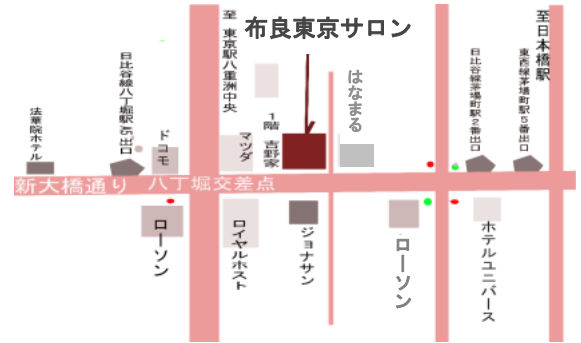 布良東京サロン
至 東京駅八重洲中央
至日本橋駅
法華院ホテル
日比谷線八丁堀駅A5出口
ドコモ
マツダ
1階 吉野家
はなまる
日比谷線茅場町駅2番出口
東西線茅場町駅5番出口
新大橋通り 八丁堀交差点
ローソン
ロイヤルホスト
ジョナサン
ローソン
ホテルユニバース